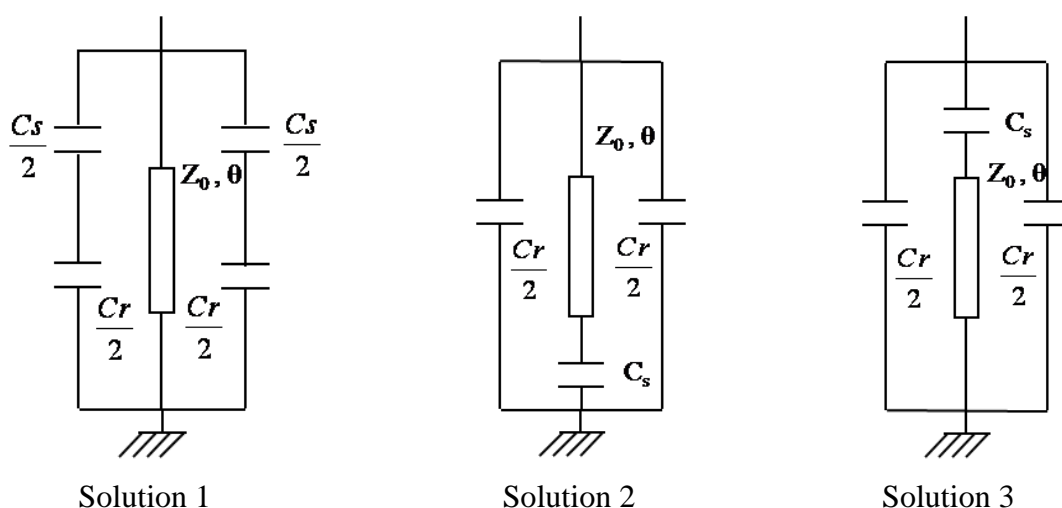 Cs/2
Cs/2
Z₀, θ
Cr/2
Cr/2
Solution 1
Z₀, θ
Cr/2
Cr/2
Cₛ
Solution 2
Cₛ
Z₀, θ
Cr/2
Cr/2
Solution 3